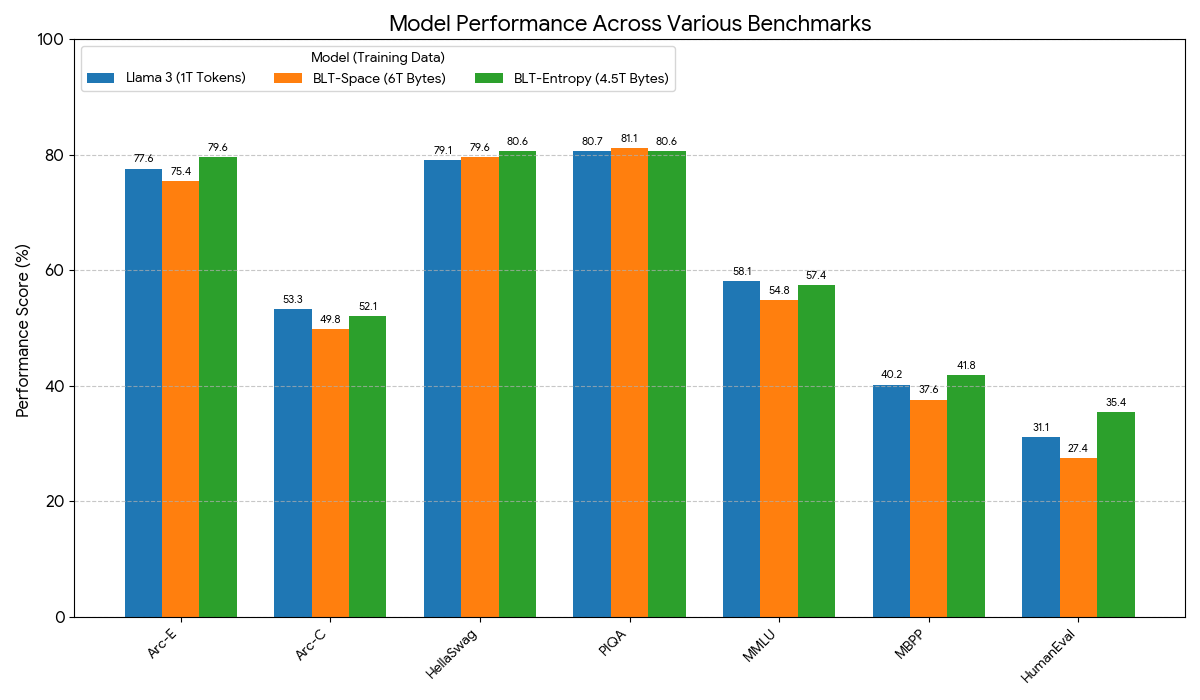 Model Performance Across Various Benchmarks
Model (Training Data)
Llama 3 (1T Tokens) BLT-Space (6T Bytes) BLT-Entropy (4.5T Bytes)
Performance Score (%)
100
80
60
40
20
0
77.6 75.4 79.6
53.3 49.8 52.1
79.1 79.6 80.6
80.7 81.1 80.6
58.1 54.8 57.4
40.2 37.6 41.8
31.1 27.4 35.4
Arc-E Arc-C HellaSwag PIQA MMLU MBPP HumanEval